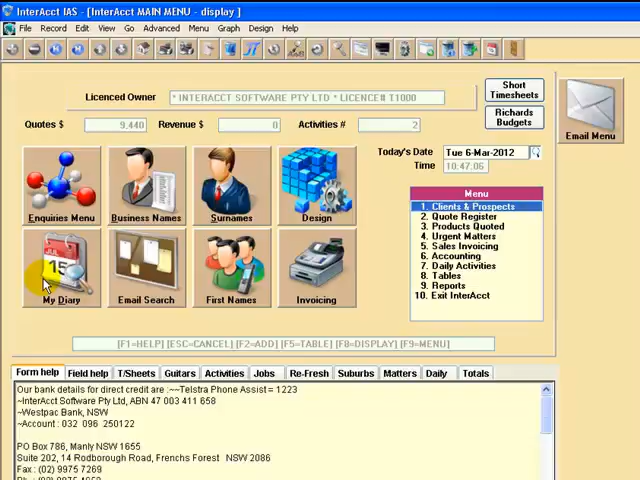 InterAcct IAS - [InterAcct MAIN MENU - display ]
File Record Edit View Go Advanced Menu Graph Design Help
Licenced Owner * INTERACCT SOFTWARE PTY LTD * LICENCE# T1000
Short Timesheets
Richards Budgets
Email Menu
Quotes $ 9,440 Revenue $ 0 Activities # 2
Today's Date Tue 6-Mar-2012
Time 10:47:06
Enquiries Menu Business Names Surnames Design
My Diary Email Search First Names Invoicing
Menu
1. Clients & Prospects
2. Quote Register
3. Products Quoted
4. Urgent Matters
5. Sales Invoicing
6. Accounting
7. Daily Activities
8. Tables
9. Reports
10. Exit InterAcct
[F1=HELP] [ESC=CANCEL] [F2=ADD] [F5=TABLE] [F8=DISPLAY] [F9=MENU]
Form help Field help T/Sheets Guitars Activities Jobs Re-Fresh Suburbs Matters Daily Totals
Our bank details for direct credit are :~~Telstra Phone Assist = 1223
~InterAcct Software Pty Ltd, ABN 47 003 411 658
~Westpac Bank, NSW
~Account : 032 096 250122
PO Box 786, Manly NSW 1655
Suite 202, 14 Rodborough Road, Frenchs Forest NSW 2086
Fax : (02) 9975 7269